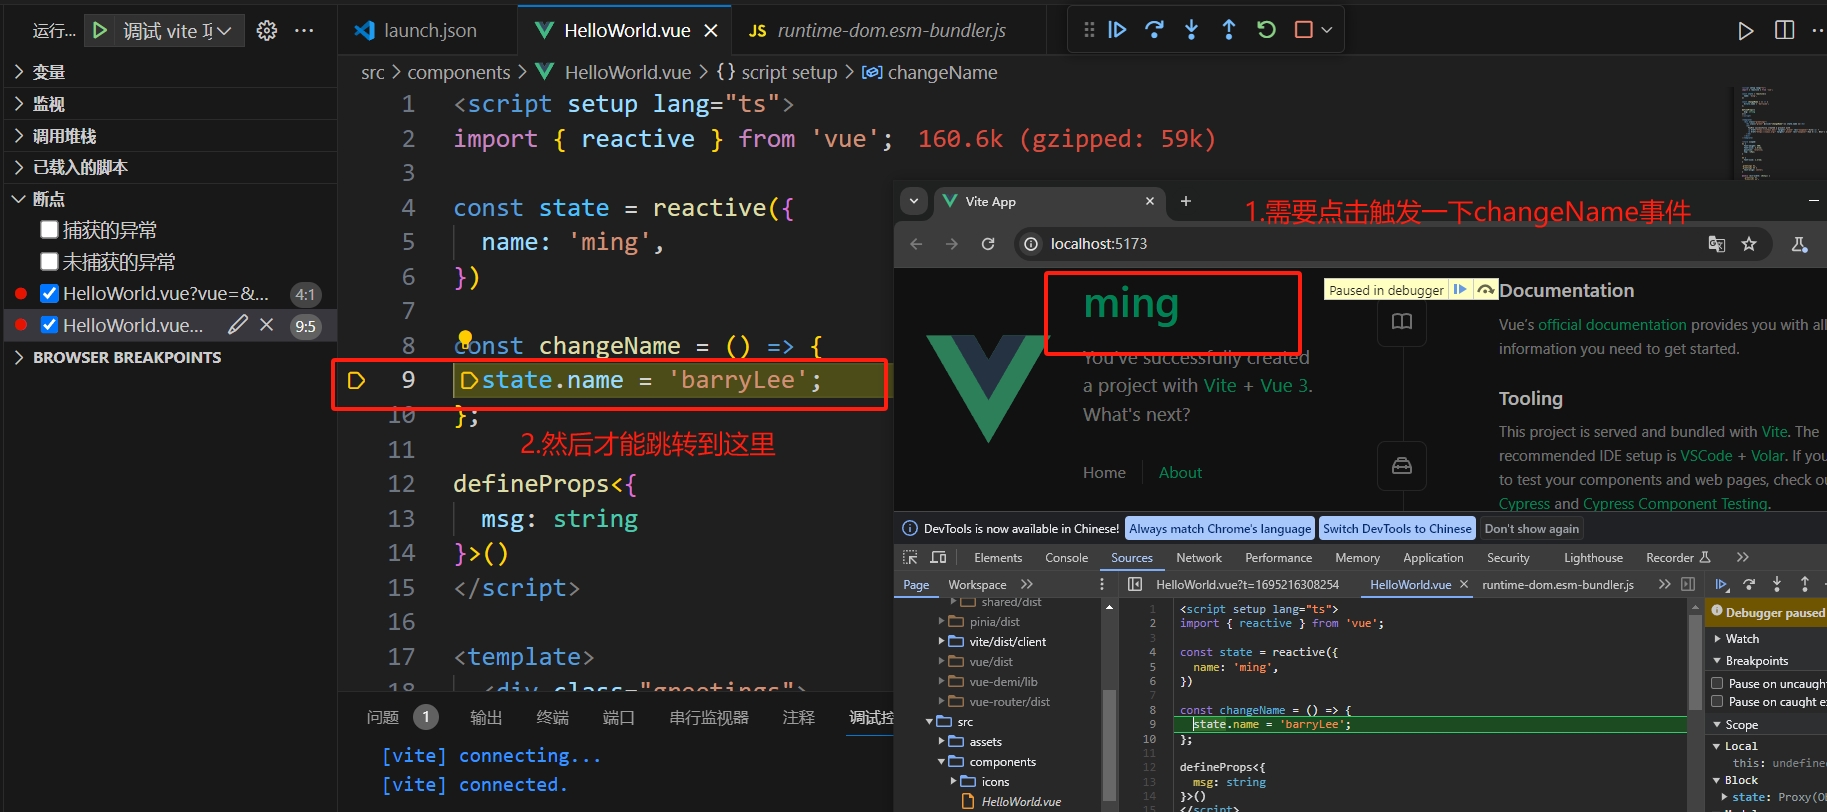 运行...
调试 vite 项
launch.json
HelloWorld.vue
JS runtime-dom.esm-bundler.js
变量
监视
调用堆栈
已载入的脚本
断点
捕获的异常
未捕获的异常
HelloWorld.vue?vue=&... 4:1
HelloWorld.vue... 9:5
BROWSER BREAKPOINTS
src > components > HelloWorld.vue > {} script setup > changeName
1 <script setup lang="ts">
2 import { reactive } from 'vue'; 160.6k (gzipped: 59k)
3
4 const state = reactive({
5 name: 'ming',
6 })
7
8 const changeName = () => {
9 state.name = 'barryLee';
10 };
11
12 defineProps<{
13 msg: string
14 }>()
15 </script>
16
17 <template>
18 <div class="greetings">
2.然后才能跳转到这里
问题 1 输出 终端 端口 串行监视器 注释 调试控
[vite] connecting...
[vite] connected.
Vite App
1.需要点击触发一下changeName事件
localhost:5173
ming
Paused in debugger
You've successfully created
a project with Vite + Vue 3.
What's next?
Home
About
Documentation
Vue's official documentation provides you with all
information you need to get started.
Tooling
This project is served and bundled with Vite. The
recommended IDE setup is VSCode + Volar. If you
to test your components and web pages, check ou
Cypress and Cypress Component Testing.
DevTools is now available in Chinese! Always match Chrome's language Switch DevTools to Chinese Don't show again
Elements Console Sources Network Performance Memory Application Security Lighthouse Recorder
Page Workspace
HelloWorld.vue?t=1695216308254 HelloWorld.vue runtime-dom.esm-bundler.js
shared/dist
pinia/dist
vite/dist/client
vue/dist
vue-demi/lib
vue-router/dist
src
assets
components
icons
HelloWorld.vue
1 <script setup lang="ts">
2 import { reactive } from 'vue';
3
4 const state = reactive({
5 name: 'ming',
6 })
7
8 const changeName = () => {
9 state.name = 'barryLee';
10 };
11
12 defineProps<{
13 msg: string
14 }>()
15 </script>
Debugger paused
Watch
Breakpoints
Pause on uncaught
Pause on caught ex
Scope
Local
this: undefine
Block
state: Proxy(Ob